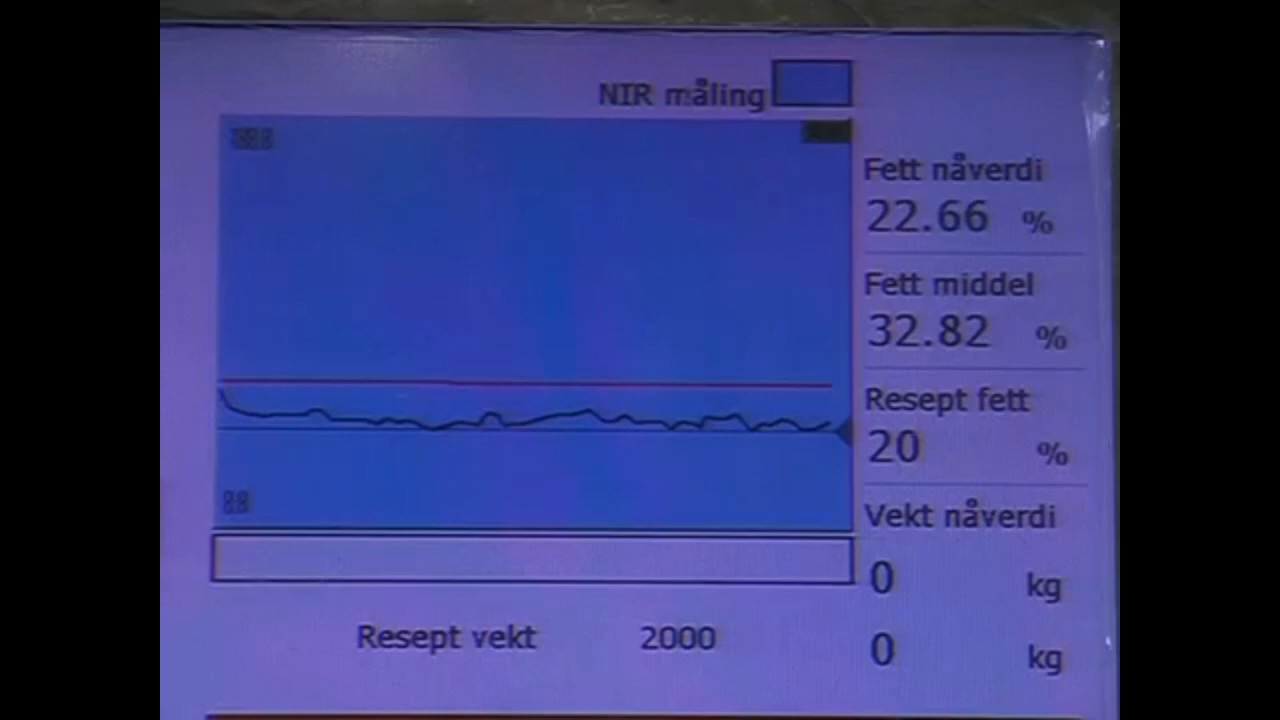 NIR måling
Fett nåverdi
22.66 %
Fett middel
32.82 %
Resept fett
20 %
Vekt nåverdi
0 kg
Resept vekt 2000
0 kg